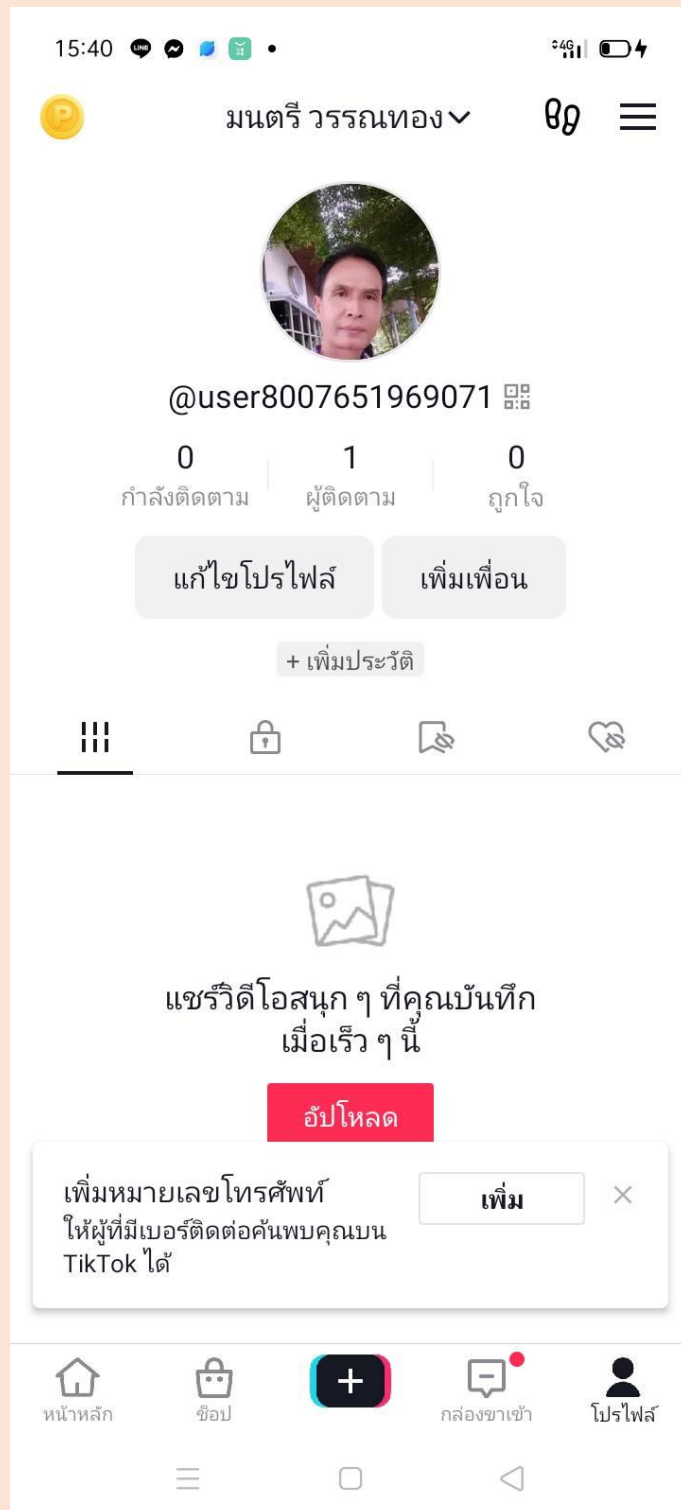 15:40
4G
P
มนตรี วรรณทอง
@user8007651969071
0 1 0
กำลังติดตาม ผู้ติดตาม ถูกใจ
แก้ไขโปรไฟล์ เพิ่มเพื่อน
+ เพิ่มประวัติ
แชร์วิดีโอสนุก ๆ ที่คุณบันทึก
เมื่อเร็ว ๆ นี้
อัปโหลด
เพิ่มหมายเลขโทรศัพท์
เพิ่ม
ให้ผู้ที่มีเบอร์ติดต่อค้นพบคุณบน
TikTok ได้
หน้าหลัก ช็อป กล่องขาเข้า โปรไฟล์